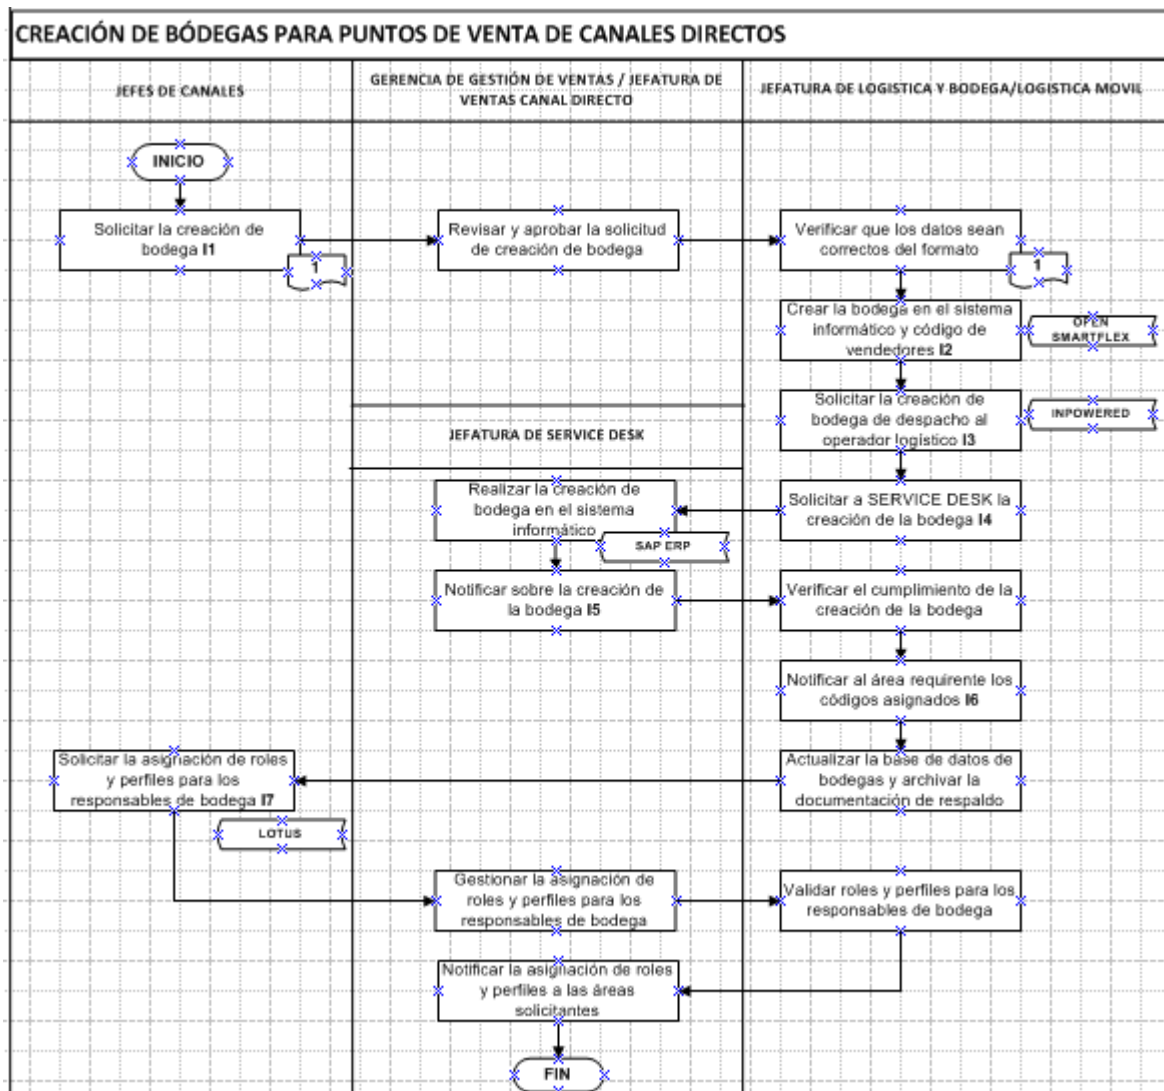 CREACIÓN DE BÓDEGAS PARA PUNTOS DE VENTA DE CANALES DIRECTOS
JEFES DE CANALES
GERENCIA DE GESTIÓN DE VENTAS / JEFATURA DE
VENTAS CANAL DIRECTO
JEFATURA DE LOGISTICA Y BODEGA/LOGISTICA MOVIL
INICIO
Solicitar la creación de
bodega I1
1
Revisar y aprobar la solicitud
de creación de bodega
Verificar que los datos sean
correctos del formato
1
Crear la bodega en el sistema
informático y código de
vendedores I2
OPEN
SMARTFLEX
Solicitar la creación de
bodega de despacho al
operador logístico I3
INPOWERED
JEFATURA DE SERVICE DESK
Solicitar a SERVICE DESK la
creación de la bodega I4
Realizar la creación de
bodega en el sistema
informático
SAP ERP
Notificar sobre la creación de
la bodega I5
Verificar el cumplimiento de la
creación de la bodega
Notificar al área requirente los
códigos asignados I6
Actualizar la base de datos de
bodegas y archivar la
documentación de respaldo
Solicitar la asignación de roles
y perfiles para los
responsables de bodega I7
LOTUS
Gestionar la asignación de
roles y perfiles para los
responsables de bodega
Validar roles y perfiles para los
responsables de bodega
Notificar la asignación de roles
y perfiles a las áreas
solicitantes
FIN